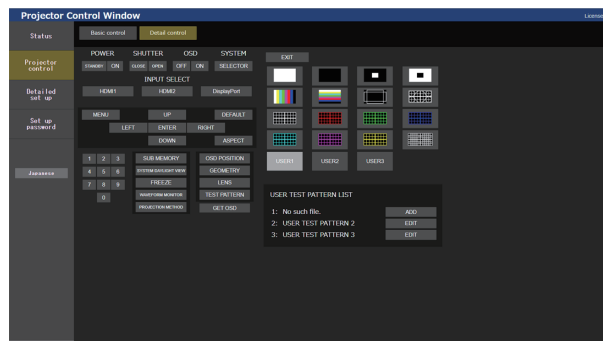 Projector Control Window
License
Status
Projector control
Detailed set up
Set up password
Japanese
Basic control
Detail control
POWER SHUTTER OSD SYSTEM
STANDBY ON CLOSE OPEN OFF ON SELECTOR
INPUT SELECT
HDMI1 HDMI2 DisplayPort
MENU UP DEFAULT
LEFT ENTER RIGHT
DOWN ASPECT
1 2 3 SUB MEMORY OSD POSITION
4 5 6 SYSTEM DAYLIGHT VIEW GEOMETRY
7 8 9 FREEZE LENS
0 WAVEFORM MONITOR TEST PATTERN
PROJECTION METHOD GET OSD
EXIT
USER1 USER2 USER3
USER TEST PATTERN LIST
1: No such file. ADD
2: USER TEST PATTERN 2 EDIT
3: USER TEST PATTERN 3 EDIT